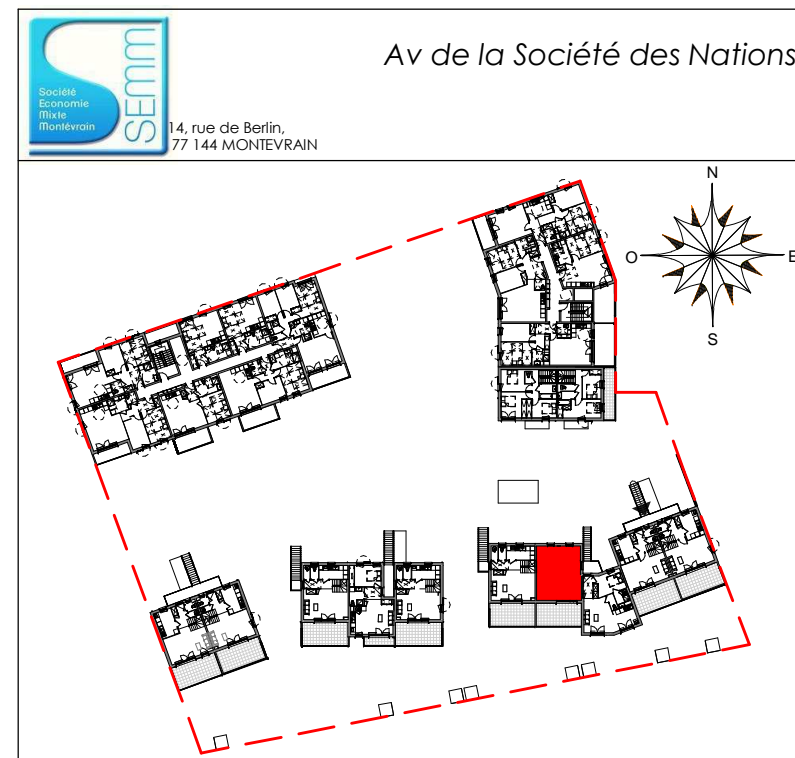 Av de la Société des Nations
Société
Economie
Mixte
Montévrain
SEMM
14, rue de Berlin,
77 144 MONTEVRAIN
N
O
E
S